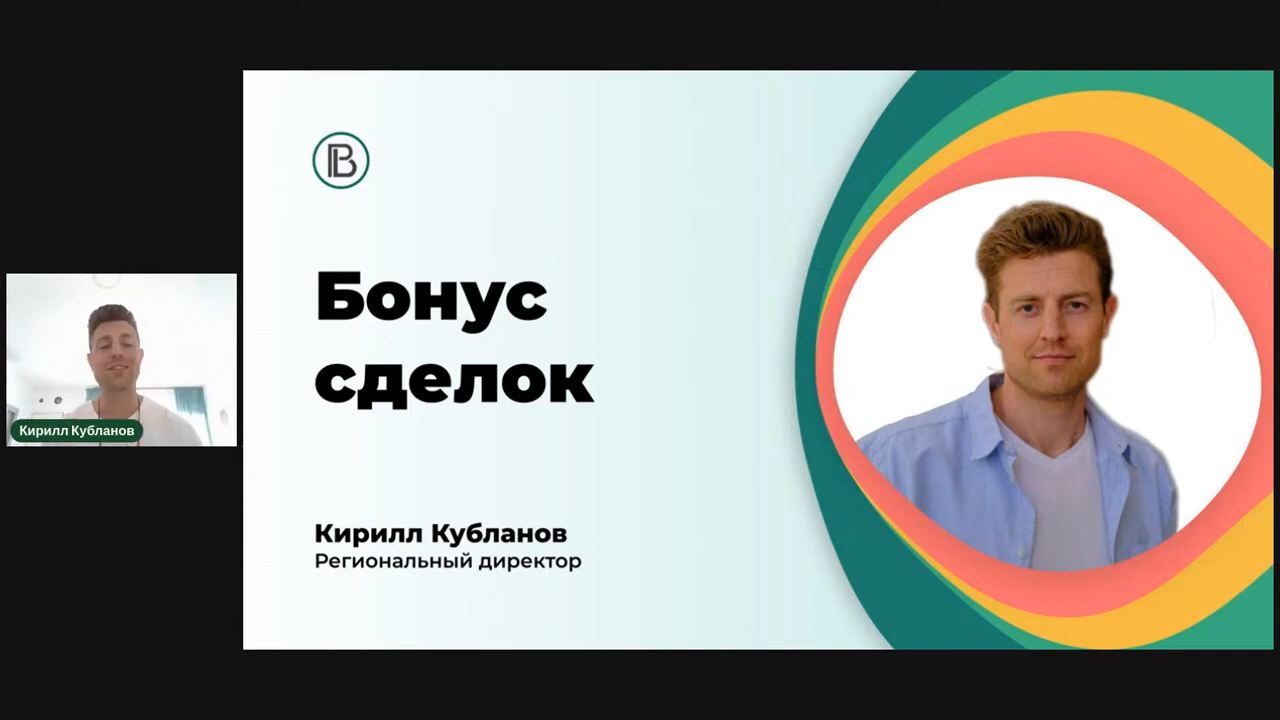 B
Бонус
сделок
Кирилл Кубланов
Кирилл Кубланов
Региональный директор